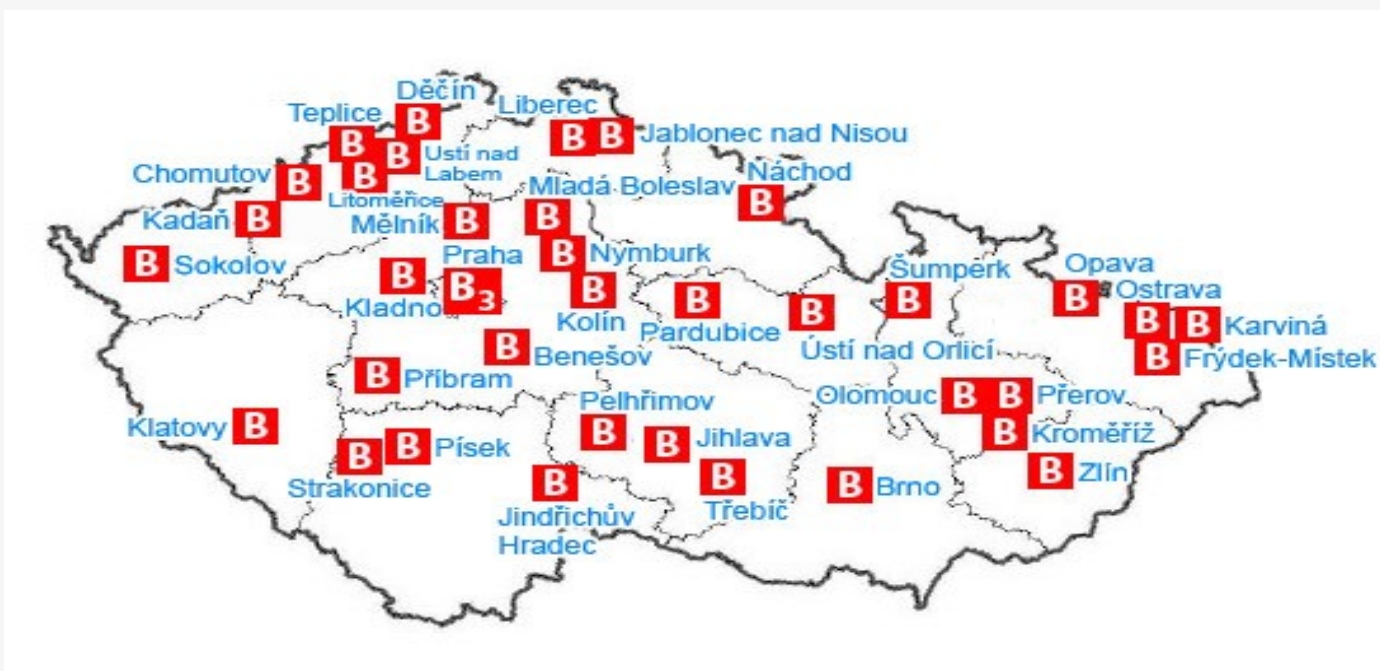 Děčín
Teplice
B
Liberec
B
B
B
Jablonec nad Nisou
B
Ustí nad
Labem
Chomutov
B
B
Litoměřice
Mladá Boleslav
Náchod
B
Kadaň
B
Mělník
B
B
Sokolov
B
Praha
B
Nymburk
Šumperk
Opava
B
Kladno
B
B3
B
Kolín
B
Pardubice
B
Ústí nad Orlicí
B
B
Ostrava
B
B
Karviná
B
Frýdek-Místek
B
Benešov
B
Příbram
Pelhřimov
Olomouc
B
B
Přerov
Klatovy
B
B
Písek
B
Strakonice
B
B
Jihlava
B
Kroměříž
B
Jindřichův
Hradec
B
Třebíč
B
Brno
B
Zlín